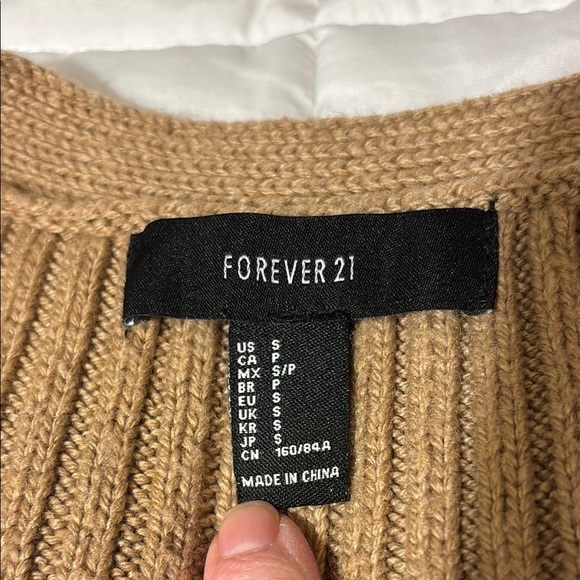 FOREVER 21
US S
CA P
MX S/P
BR P
EU S
UK S
KR S
JP S
CN 160/84A
MADE IN CHINA